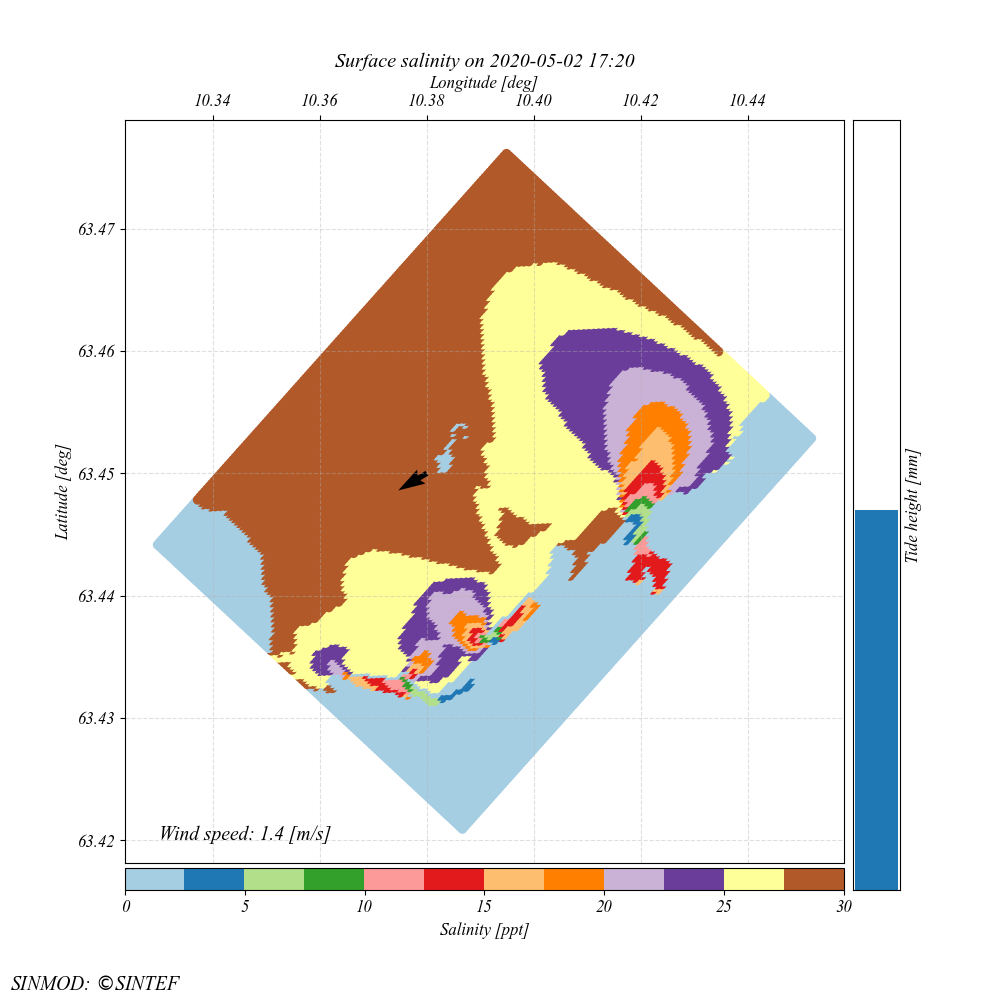 Surface salinity on 2020-05-02 17:20
Longitude [deg]
10.34 10.36 10.38 10.40 10.42 10.44
63.47
63.46
63.45
63.44
63.43
63.42
Latitude [deg]
Tide height [mm]
Wind speed: 1.4 [m/s]
0 5 10 15 20 25 30
Salinity [ppt]
SINMOD: ©SINTEF